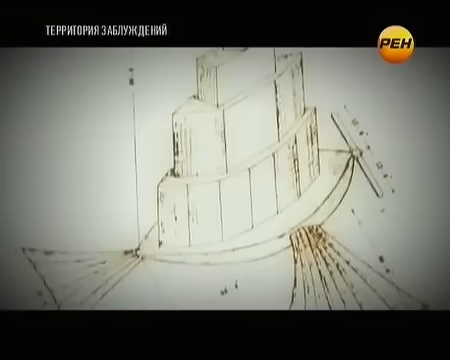 ТЕРРИТОРИЯ ЗАБЛУЖДЕНИЙ
РЕН